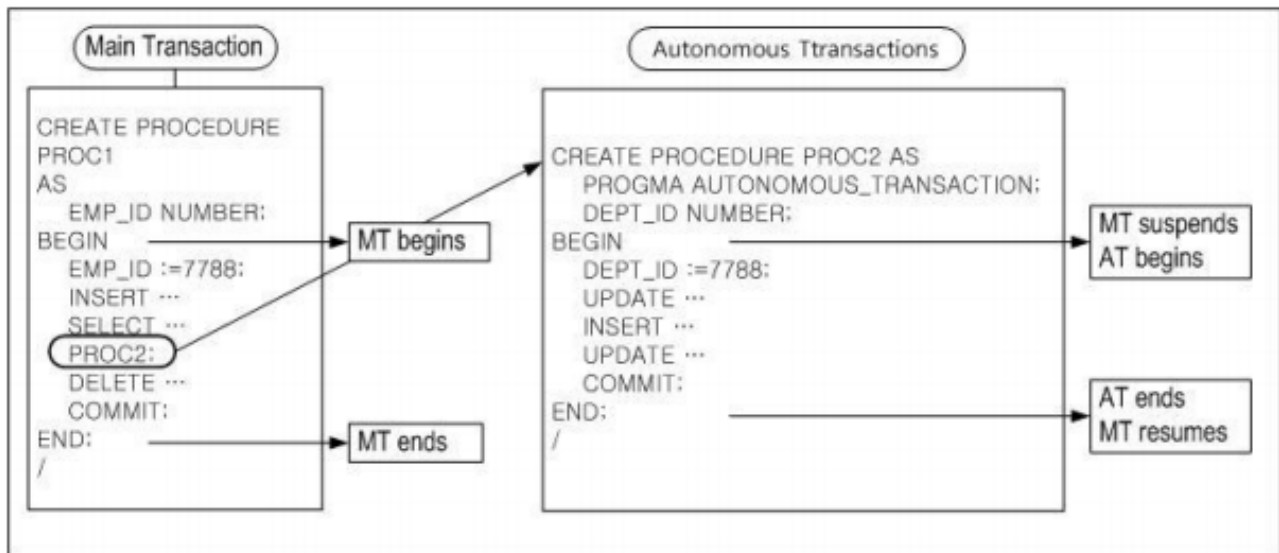 Main Transaction
Autonomous Ttransactions
CREATE PROCEDURE
PROC1
AS
EMP_ID NUMBER;
BEGIN
EMP_ID :=7788;
INSERT ⋯
SELECT ⋯
PROC2;
DELETE ⋯
COMMIT;
END;
/
MT begins
MT ends
CREATE PROCEDURE PROC2 AS
PROGMA AUTONOMOUS_TRANSACTION;
DEPT_ID NUMBER;
BEGIN
DEPT_ID :=7788;
UPDATE ⋯
INSERT ⋯
UPDATE ⋯
COMMIT;
END;
/
MT suspends
AT begins
AT ends
MT resumes